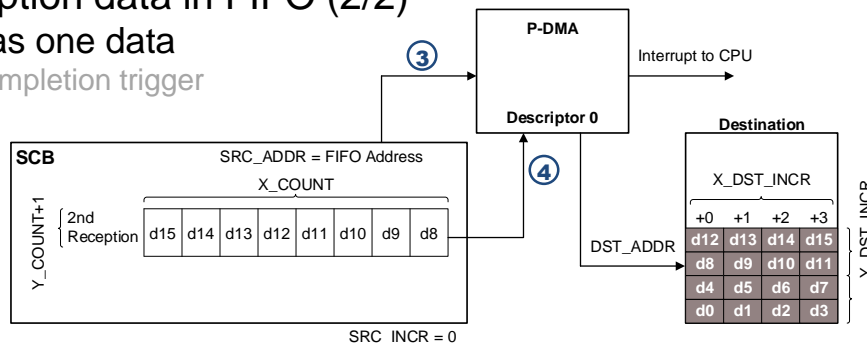 ption data in FIFO (2/2)
as one data
mpletion trigger
P-DMA
Descriptor 0
Interrupt to CPU
3
4
SCB
SRC_ADDR = FIFO Address
X_COUNT
Y_COUNT+1
2nd
Reception
d15 d14 d13 d12 d11 d10 d9 d8
SRC_INCR = 0
DST_ADDR
Destination
X_DST_INCR
+0 +1 +2 +3
d12 d13 d14 d15
d8 d9 d10 d11
d4 d5 d6 d7
d0 d1 d2 d3
Y_DST_INCR